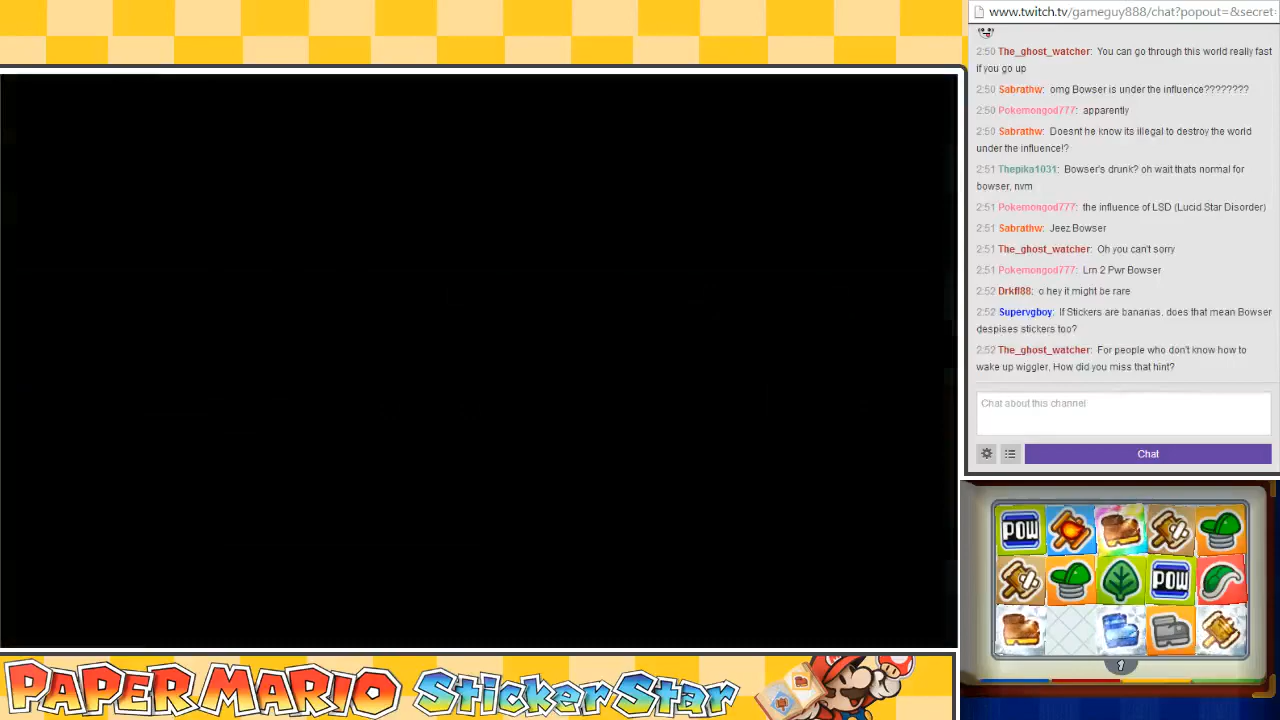 www.twitch.tv/gameguy888/chat?popout=&secret=
2:50 The_ghost_watcher: You can go through this world really fast
if you go up
2:50 Sabrathw: omg Bowser is under the influence????????
2:50 Pokemongod777: apparently
2:50 Sabrathw: Doesnt he know its illegal to destroy the world
under the influence!?
2:51 Thepika1031: Bowser's drunk? oh wait thats normal for
bowser, nvm
2:51 Pokemongod777: the influence of LSD (Lucid Star Disorder)
2:51 Sabrathw: Jeez Bowser
2:51 The_ghost_watcher: Oh you can't sorry
2:51 Pokemongod777: Lrn 2 Pwr Bowser
2:52 Drkfl88: o hey it might be rare
2:52 Supervgboy: If Stickers are bananas, does that mean Bowser
despises stickers too?
2:52 The_ghost_watcher: For people who don't know how to
wake up wiggler. How did you miss that hint?
Chat about this channel
Chat
POW
POW
1
PAPER MARIO Sticker Star